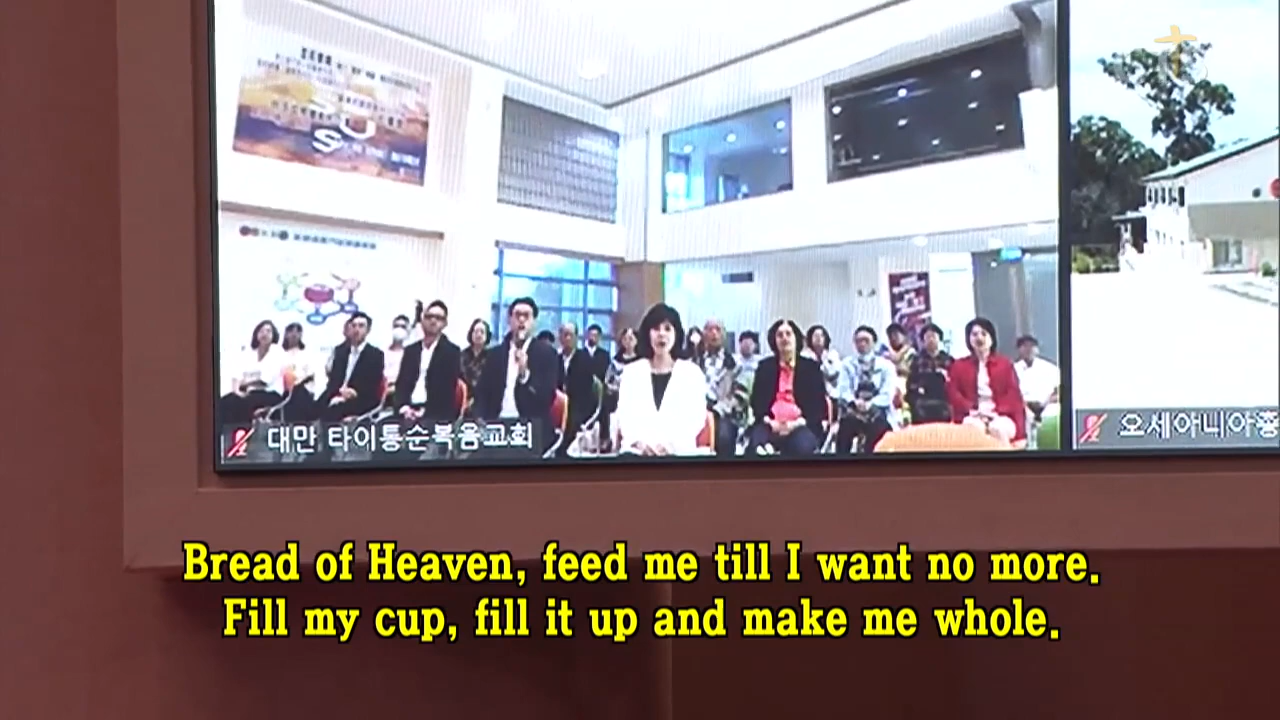 S U
S
대만 타이통순복음교회
오세아니아총
Bread of Heaven, feed me till I want no more.
Fill my cup, fill it up and make me whole.